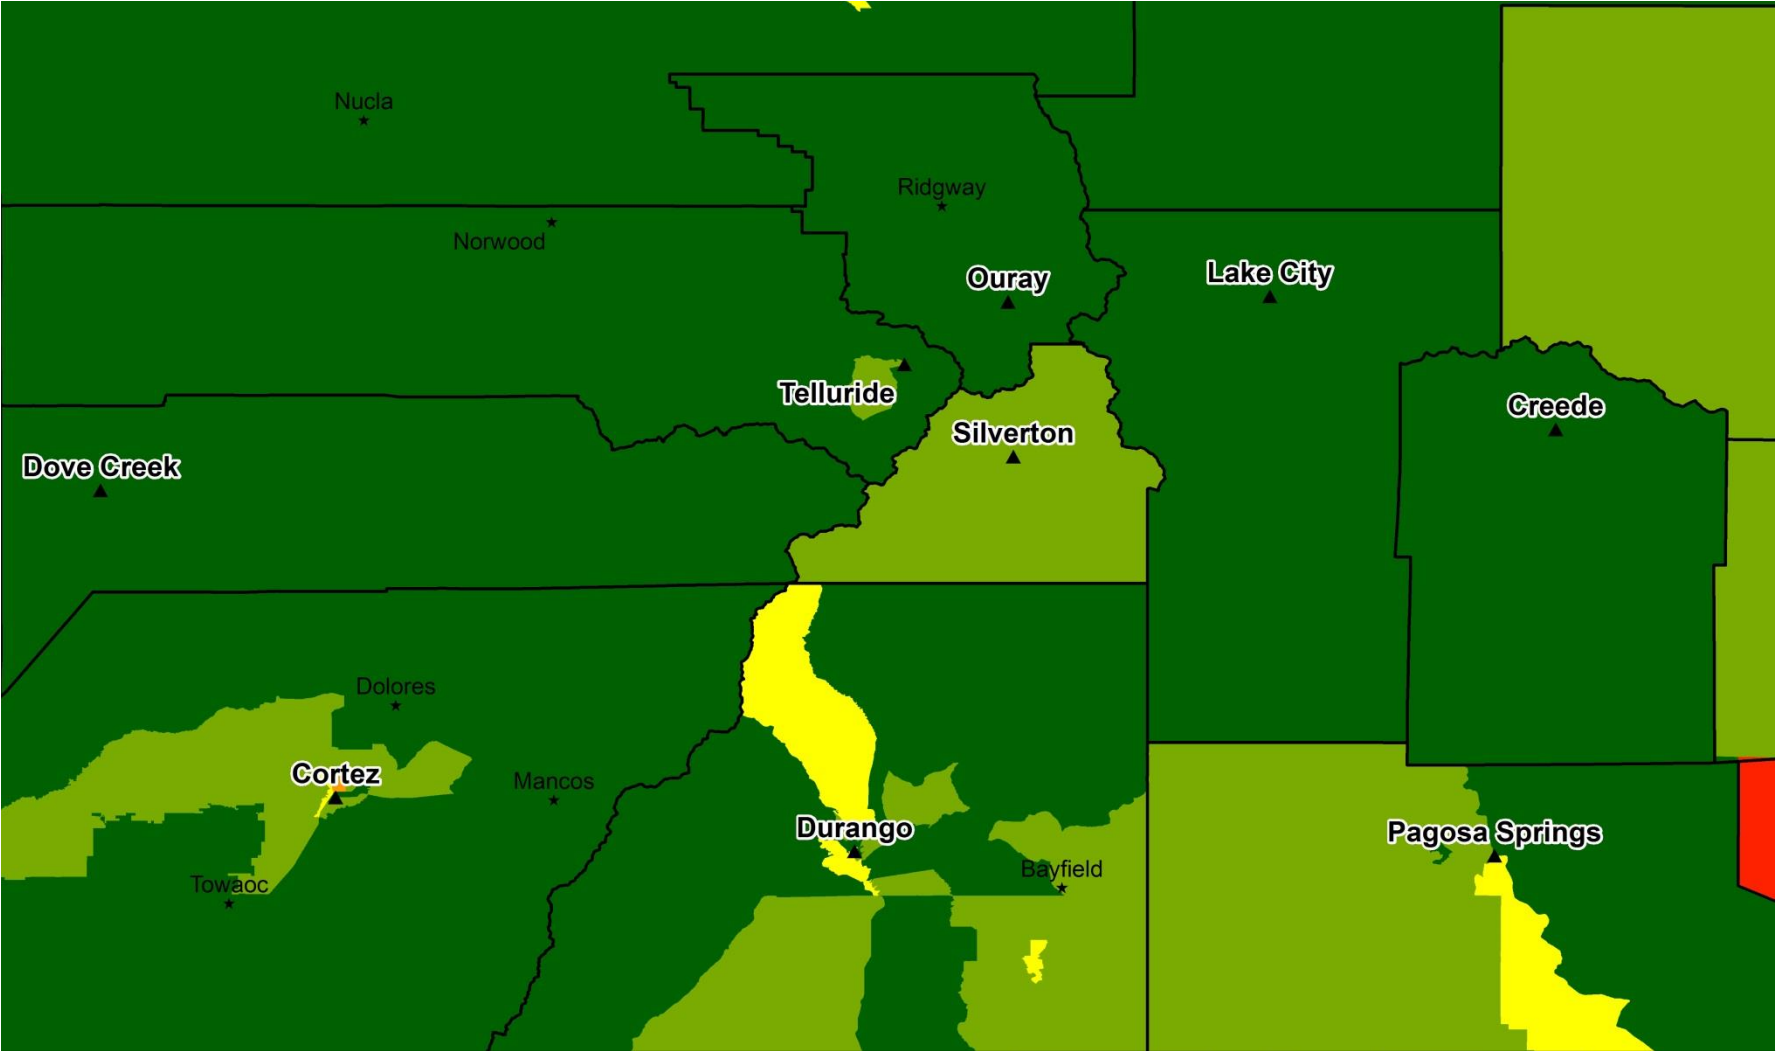 Nucla
Ridgway
Norwood
Ouray
Lake City
Telluride
Creede
Silverton
Dove Creek
Dolores
Cortez
Mancos
Durango
Pagosa Springs
Bayfield
Towaoc